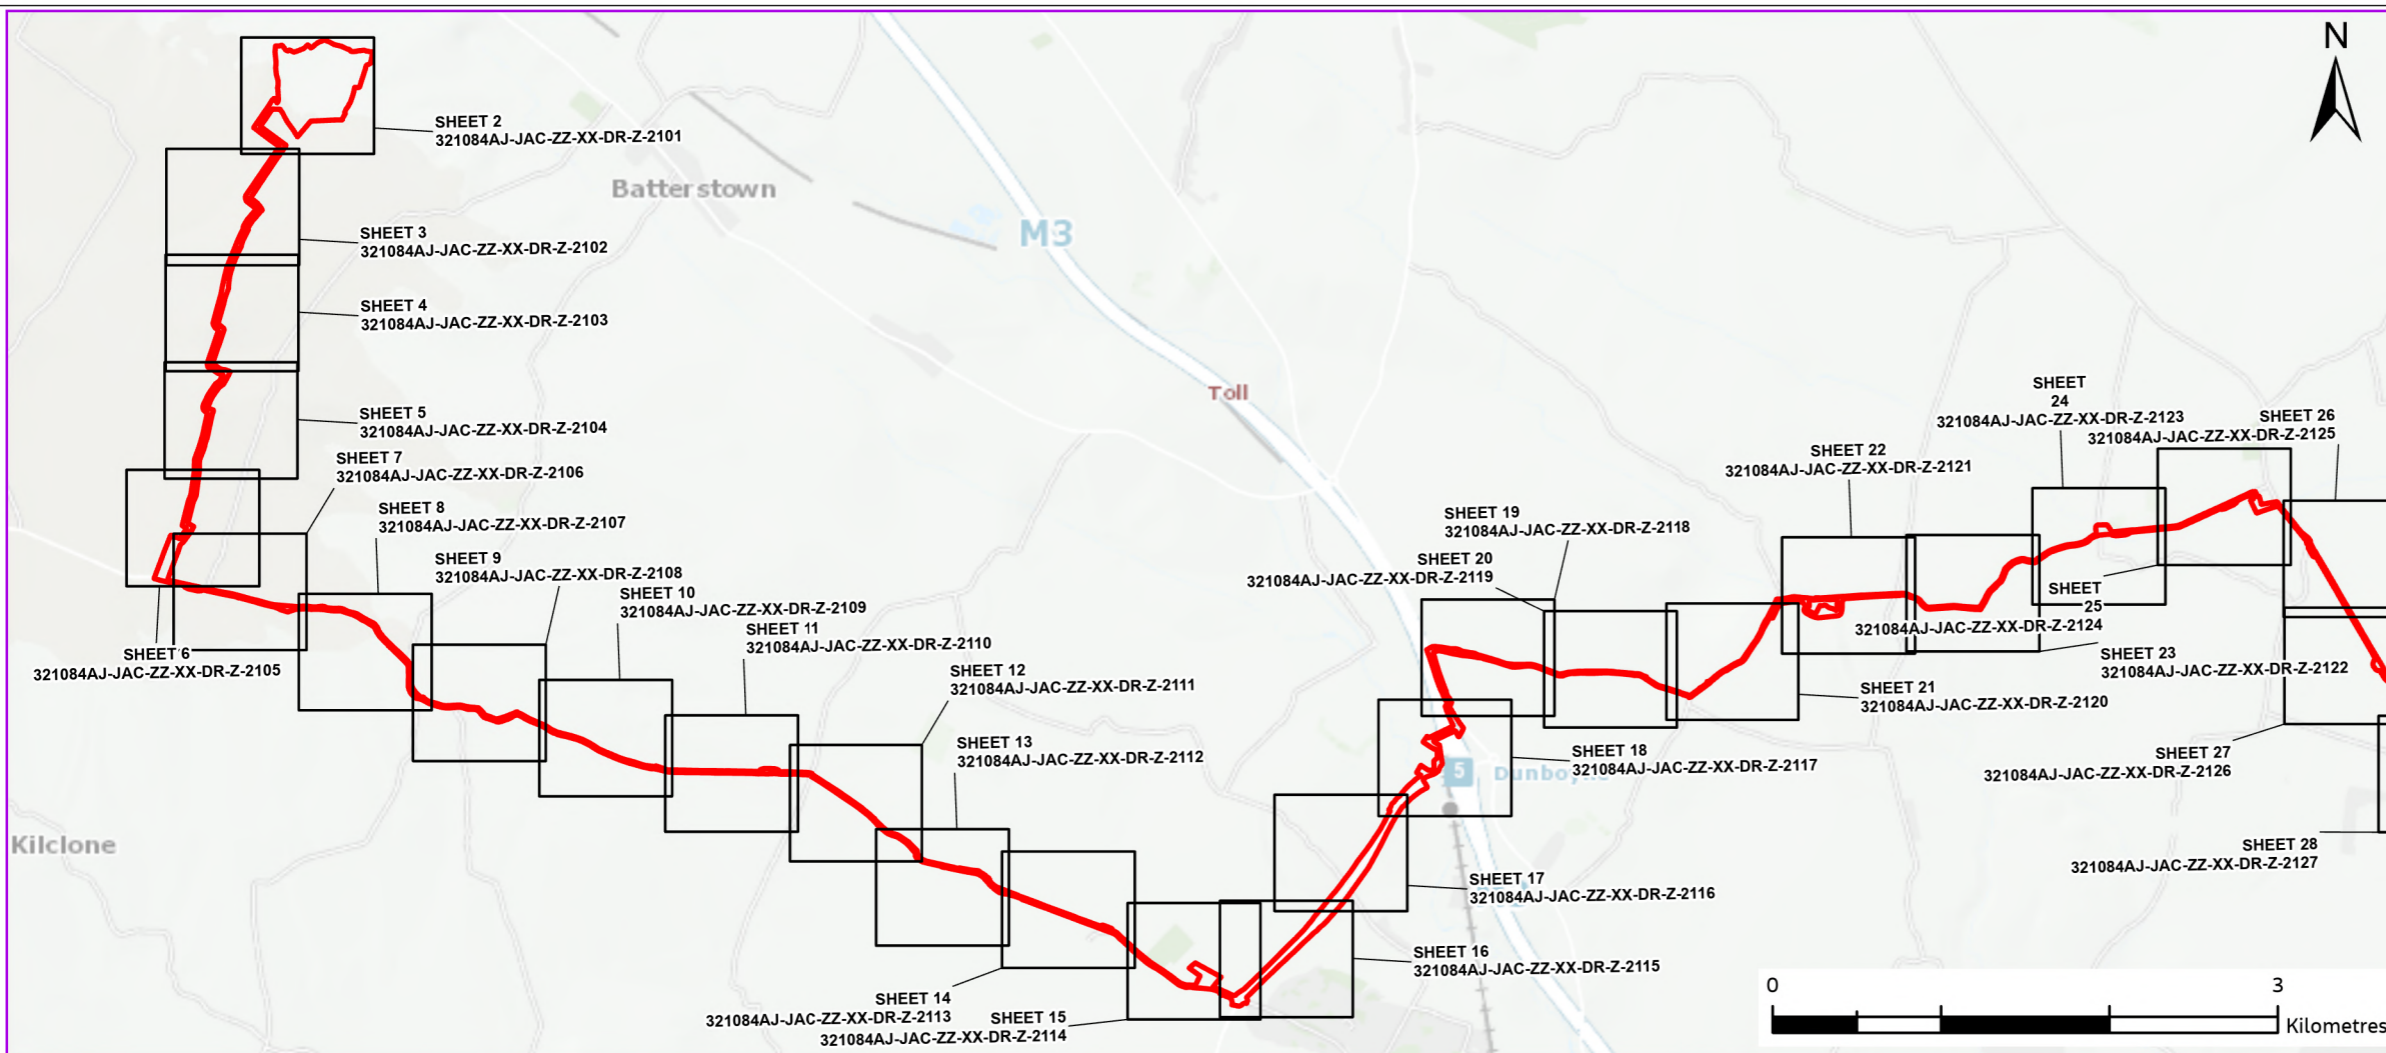 N
SHEET 2
321084AJ-JAC-ZZ-XX-DR-Z-2101
Batterstown
M3
SHEET 3
321084AJ-JAC-ZZ-XX-DR-Z-2102
SHEET 4
321084AJ-JAC-ZZ-XX-DR-Z-2103
Toll
SHEET 5
321084AJ-JAC-ZZ-XX-DR-Z-2104
SHEET 7
321084AJ-JAC-ZZ-XX-DR-Z-2106
SHEET 8
321084AJ-JAC-ZZ-XX-DR-Z-2107
SHEET 9
321084AJ-JAC-ZZ-XX-DR-Z-2108
SHEET 10
321084AJ-JAC-ZZ-XX-DR-Z-2109
SHEET 11
321084AJ-JAC-ZZ-XX-DR-Z-2110
SHEET 6
321084AJ-JAC-ZZ-XX-DR-Z-2105
SHEET 12
321084AJ-JAC-ZZ-XX-DR-Z-2111
SHEET 13
321084AJ-JAC-ZZ-XX-DR-Z-2112
Kilclone
SHEET 14
321084AJ-JAC-ZZ-XX-DR-Z-2113
SHEET 15
321084AJ-JAC-ZZ-XX-DR-Z-2114
SHEET 16
321084AJ-JAC-ZZ-XX-DR-Z-2115
SHEET 17
321084AJ-JAC-ZZ-XX-DR-Z-2116
SHEET 18
321084AJ-JAC-ZZ-XX-DR-Z-2117
5
Dunboyne
SHEET 19
321084AJ-JAC-ZZ-XX-DR-Z-2118
SHEET 20
321084AJ-JAC-ZZ-XX-DR-Z-2119
SHEET 21
321084AJ-JAC-ZZ-XX-DR-Z-2120
SHEET 22
321084AJ-JAC-ZZ-XX-DR-Z-2121
SHEET
24
321084AJ-JAC-ZZ-XX-DR-Z-2123
SHEET 26
321084AJ-JAC-ZZ-XX-DR-Z-2125
SHEET
25
321084AJ-JAC-ZZ-XX-DR-Z-2124
SHEET 23
321084AJ-JAC-ZZ-XX-DR-Z-2122
SHEET 27
321084AJ-JAC-ZZ-XX-DR-Z-2126
SHEET 28
321084AJ-JAC-ZZ-XX-DR-Z-2127
0 3
Kilometres